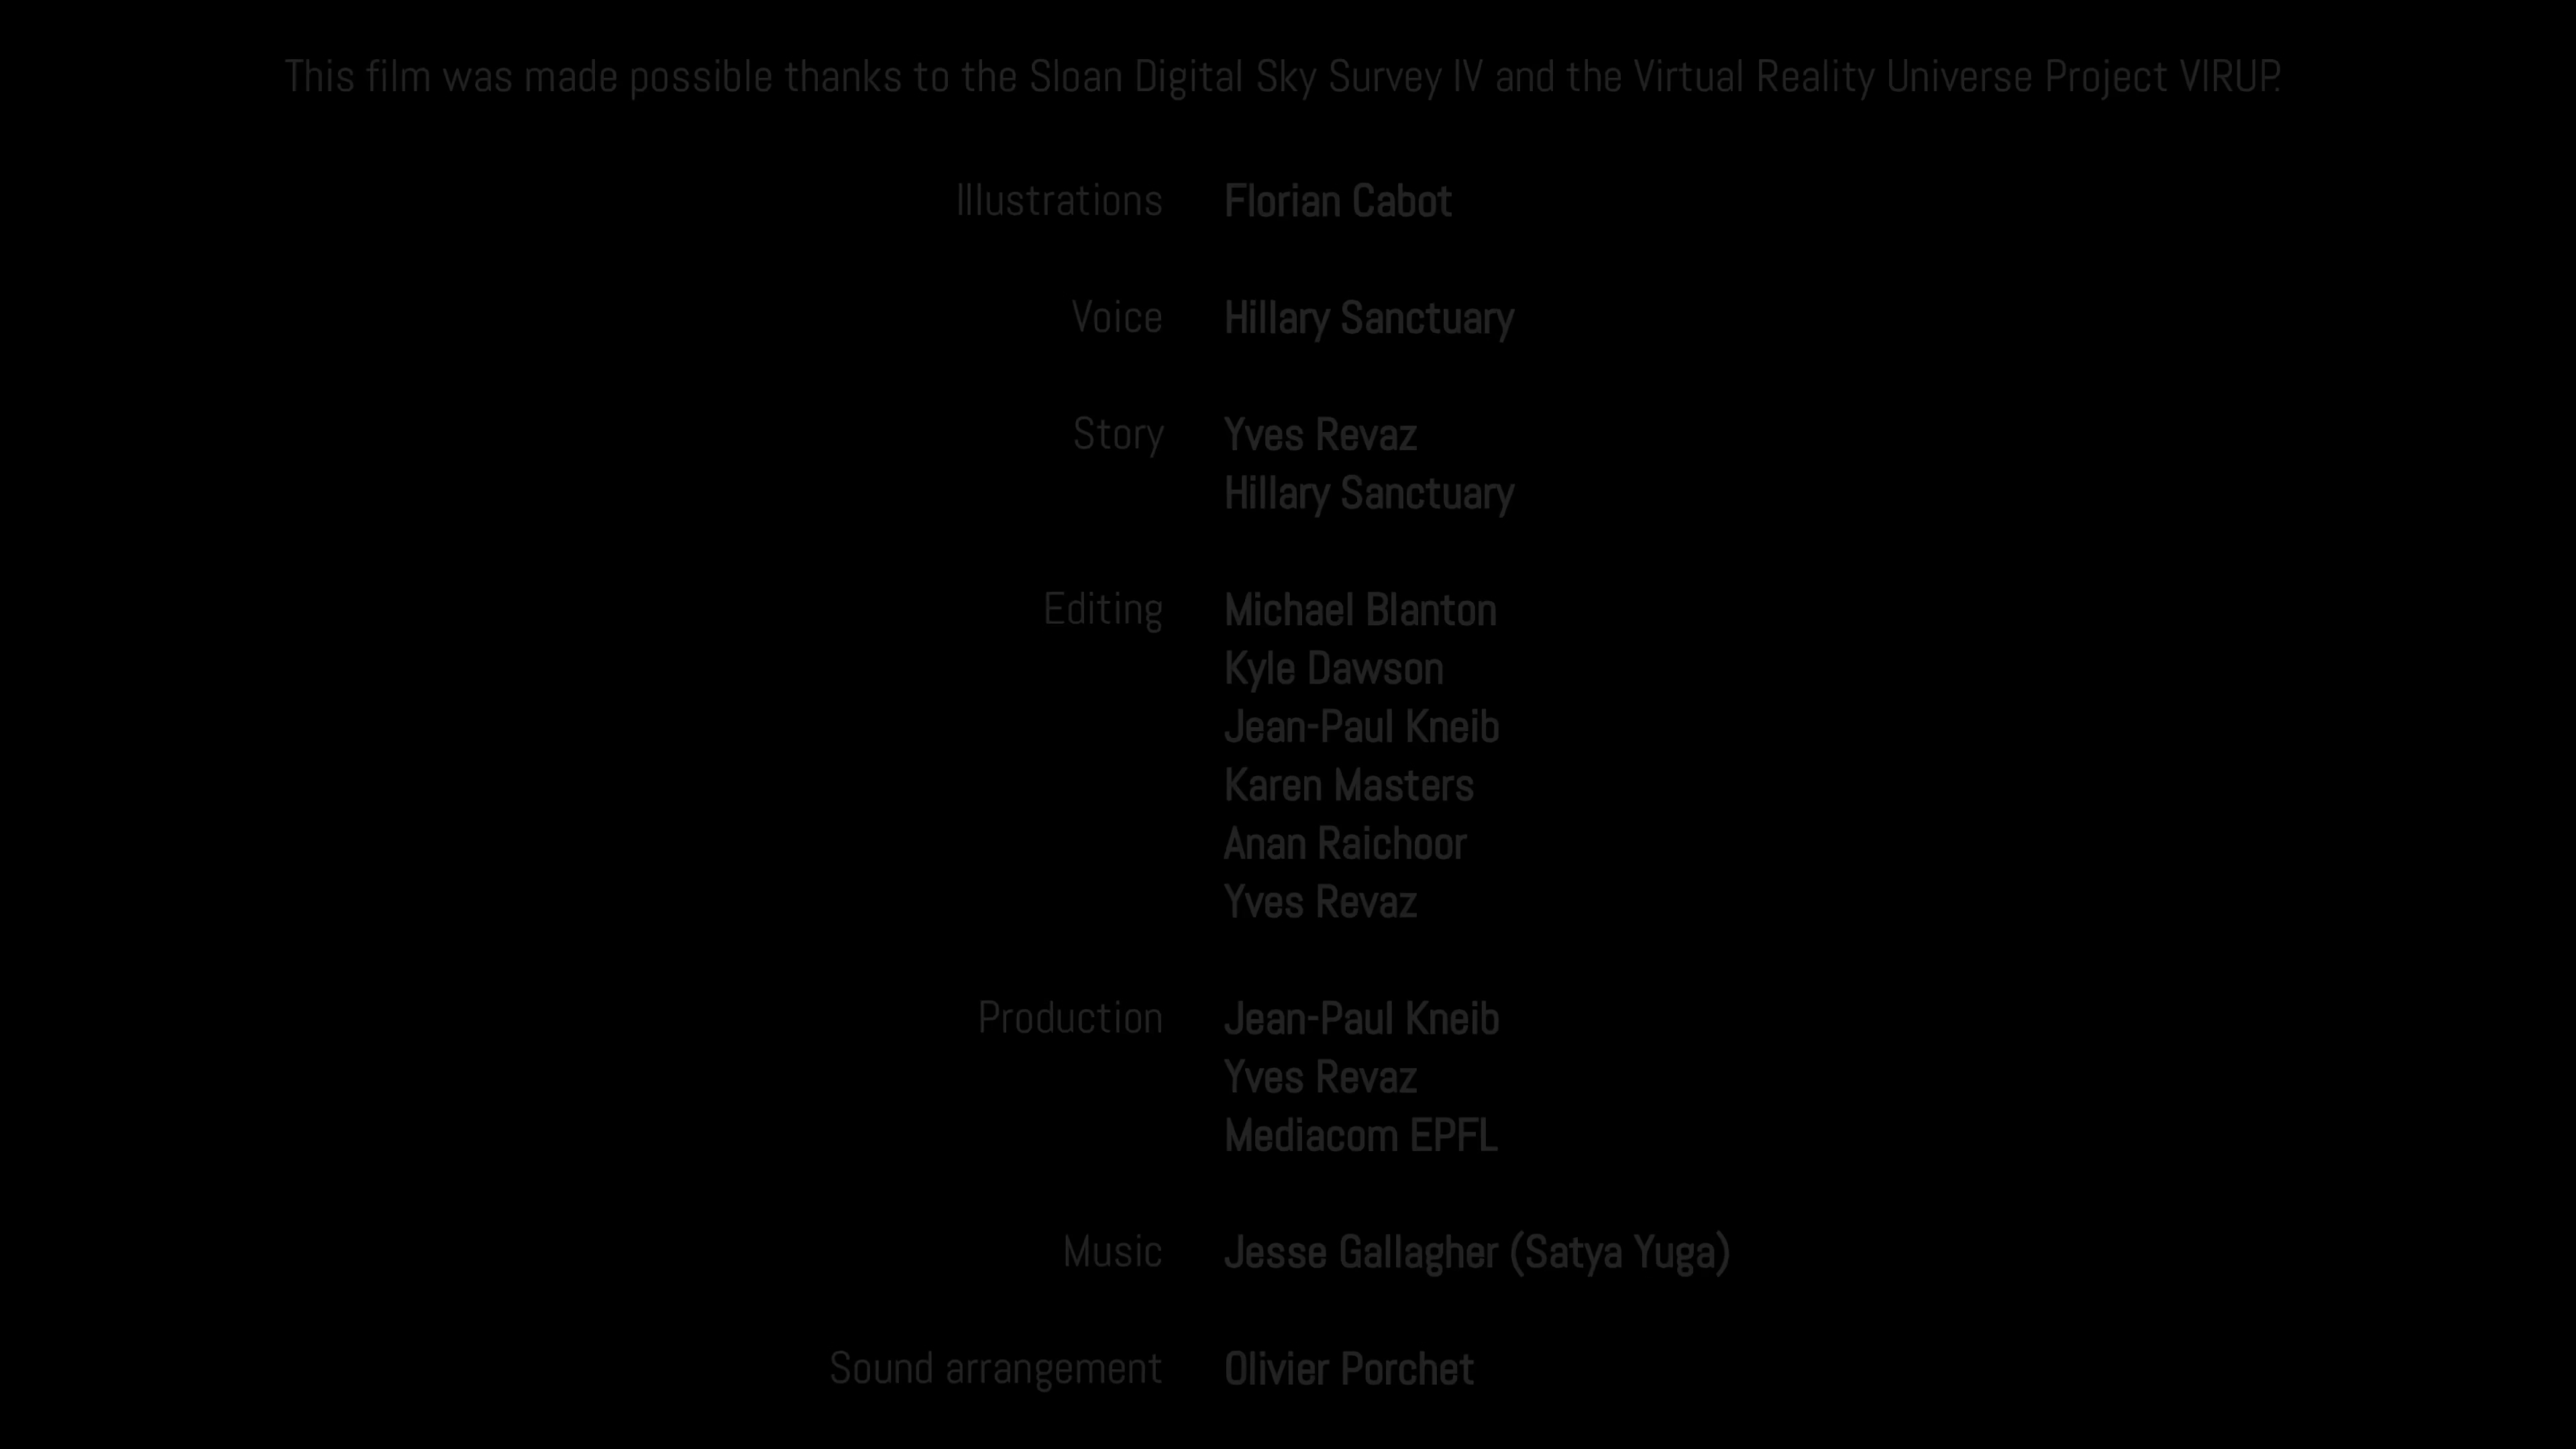 This film was made possible thanks to the Sloan Digital Sky Survey IV and the Virtual Reality Universe Project VIRUP.
Illustrations Florian Cabot
Voice Hillary Sanctuary
Story Yves Revaz
Hillary Sanctuary
Editing Michael Blanton
Kyle Dawson
Jean-Paul Kneib
Karen Masters
Anan Raichoor
Yves Revaz
Production Jean-Paul Kneib
Yves Revaz
Mediacom EPFL
Music Jesse Gallagher (Satya Yuga)
Sound arrangement Olivier Porchet